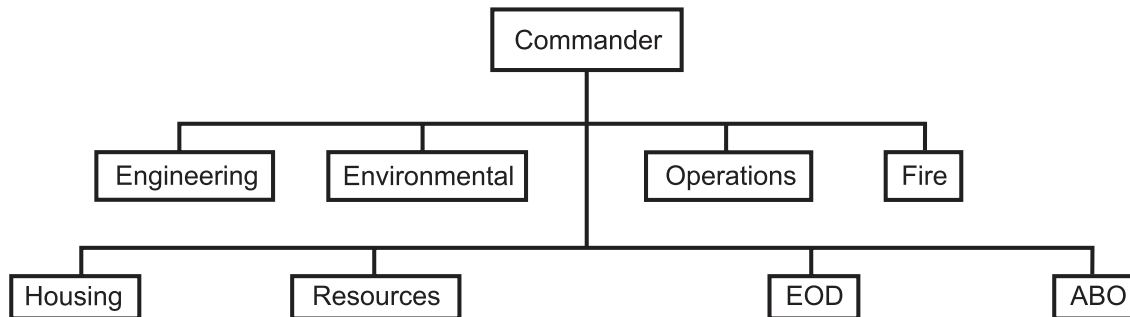 Commander
Engineering Environmental Operations Fire
Housing Resources EOD ABO